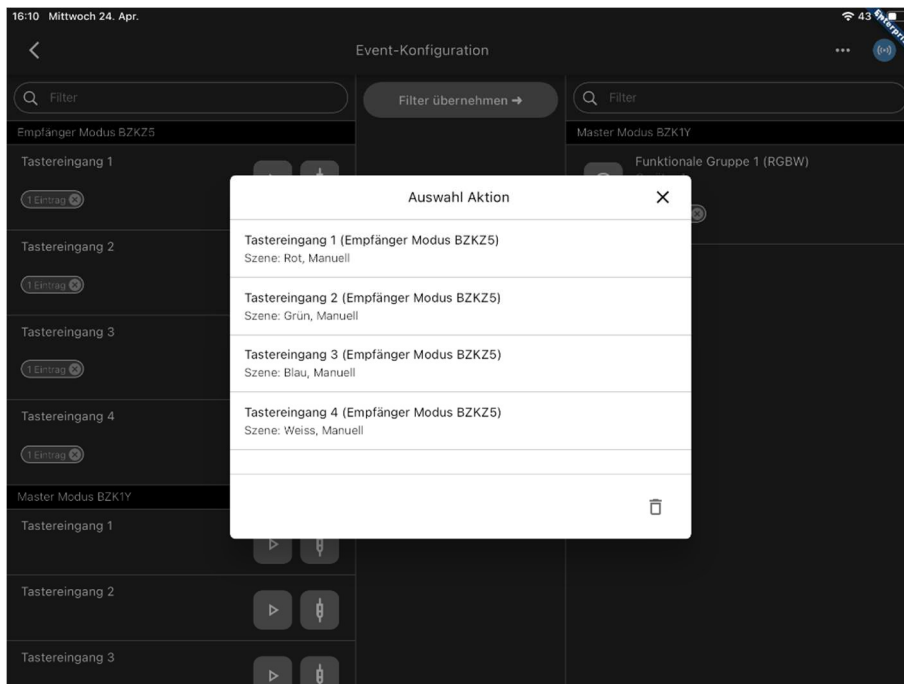 16:10 Mittwoch 24. Apr.
43
Enterpri
Event-Konfiguration
Filter
Filter übernehmen →
Filter
Empfänger Modus BZKZ5
Master Modus BZK1Y
Tastereingang 1
1 Eintrag
Funktionale Gruppe 1 (RGBW)
Tastereingang 2
1 Eintrag
Tastereingang 3
1 Eintrag
Tastereingang 4
1 Eintrag
Auswahl Aktion
Tastereingang 1 (Empfänger Modus BZKZ5)
Szene: Rot, Manuell
Tastereingang 2 (Empfänger Modus BZKZ5)
Szene: Grün, Manuell
Tastereingang 3 (Empfänger Modus BZKZ5)
Szene: Blau, Manuell
Tastereingang 4 (Empfänger Modus BZKZ5)
Szene: Weiss, Manuell
Master Modus BZK1Y
Tastereingang 1
Tastereingang 2
Tastereingang 3